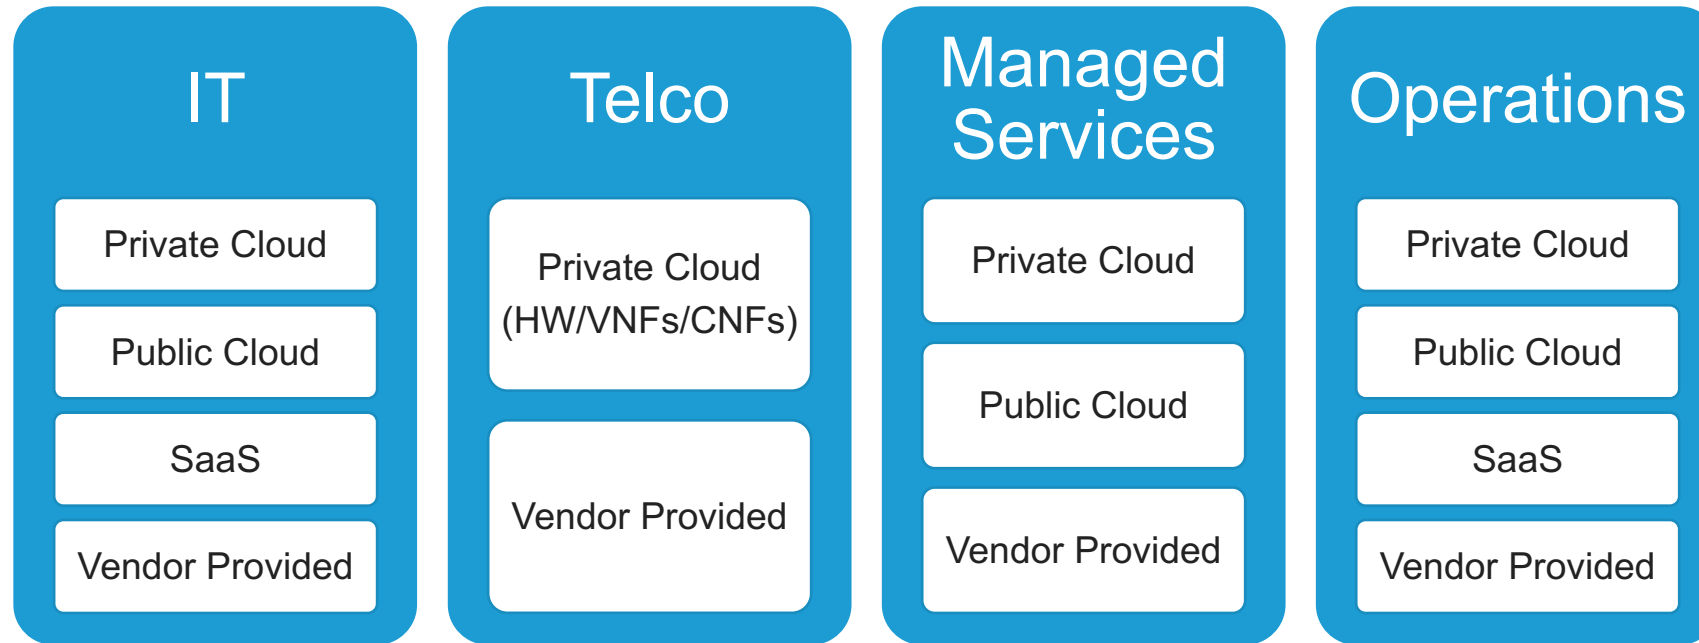 IT
Private Cloud
Public Cloud
SaaS
Vendor Provided
Telco
Private Cloud
(HW/VNFs/CNFs)
Vendor Provided
Managed
Services
Private Cloud
Public Cloud
Vendor Provided
Operations
Private Cloud
Public Cloud
SaaS
Vendor Provided